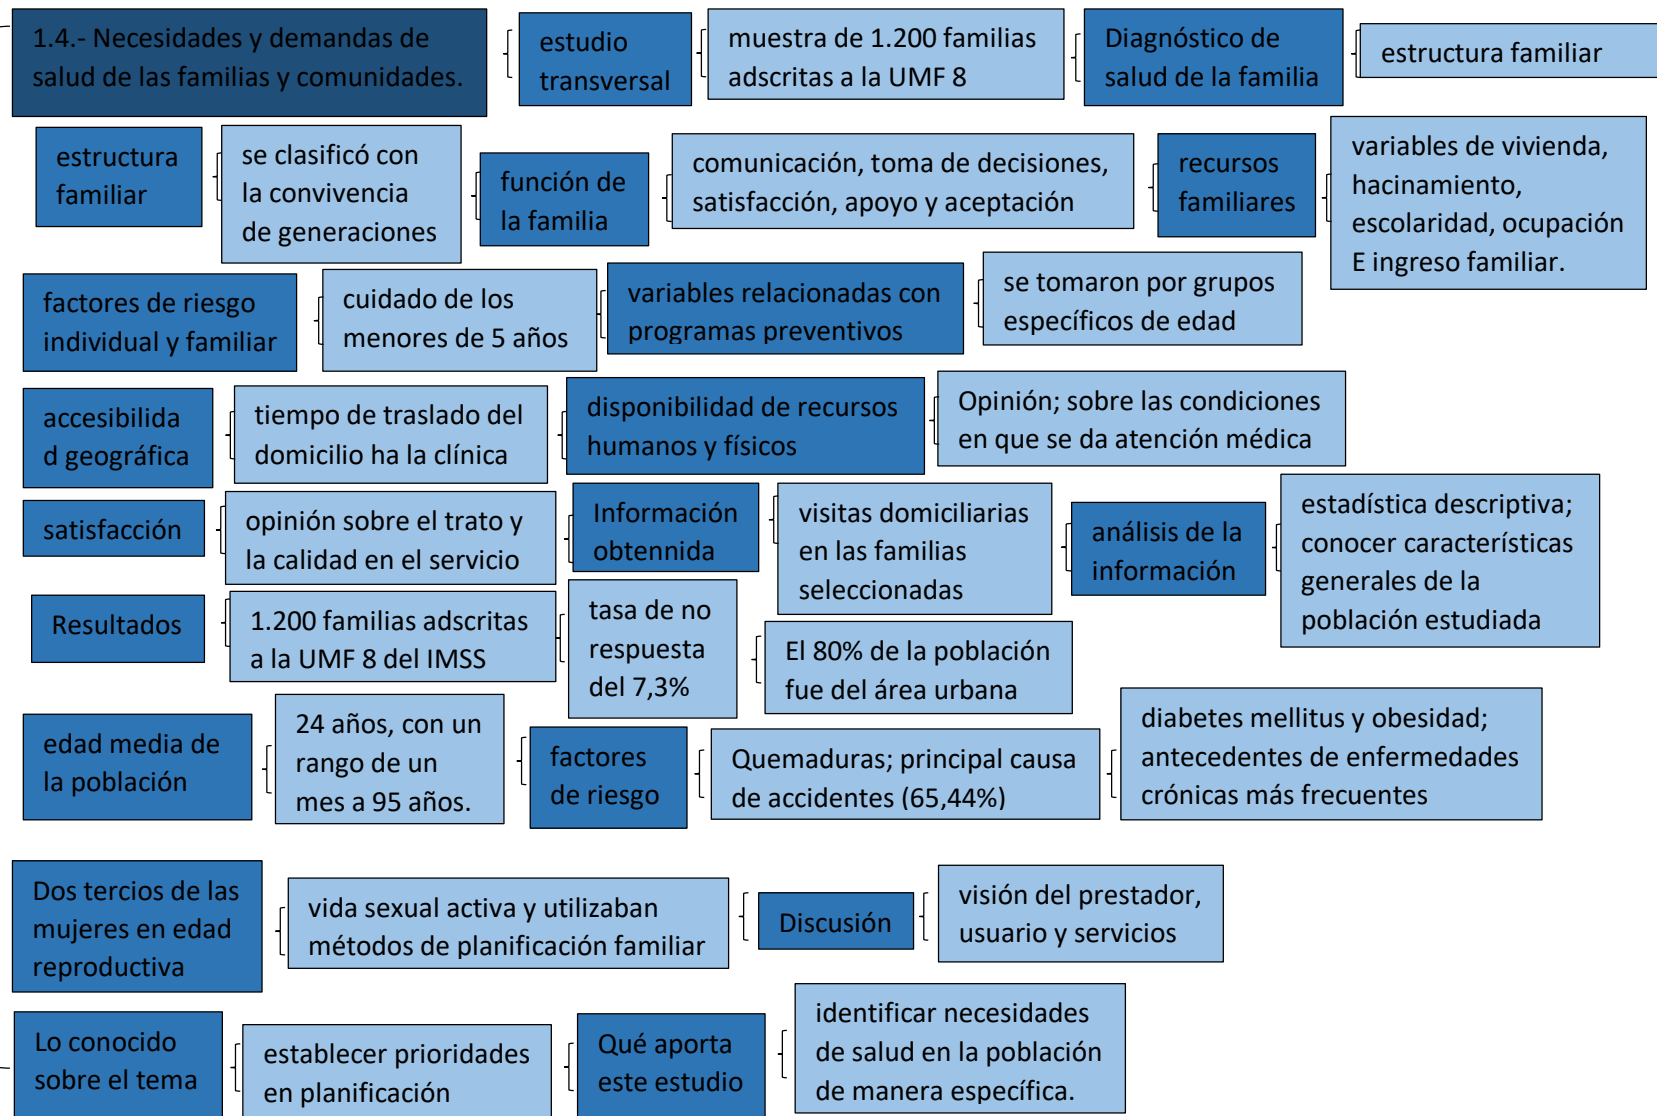 1.4.- Necesidades y demandas de
salud de las familias y comunidades.
estudio
transversal
muestra de 1.200 familias
adscritas a la UMF 8
Diagnóstico de
salud de la familia
estructura familiar
estructura
familiar
se clasificó con
la convivencia
de generaciones
función de
la familia
comunicación, toma de decisiones,
satisfacción, apoyo y aceptación
recursos
familiares
variables de vivienda,
hacinamiento,
escolaridad, ocupación
E ingreso familiar.
factores de riesgo
individual y familiar
cuidado de los
menores de 5 años
variables relacionadas con
programas preventivos
se tomaron por grupos
específicos de edad
accesibilida
d geográfica
tiempo de traslado del
domicilio ha la clínica
disponibilidad de recursos
humanos y físicos
Opinión; sobre las condiciones
en que se da atención médica
satisfacción
opinión sobre el trato y
la calidad en el servicio
Información
obtennida
visitas domiciliarias
en las familias
seleccionadas
análisis de la
información
estadística descriptiva;
conocer características
generales de la
población estudiada
Resultados
1.200 familias adscritas
a la UMF 8 del IMSS
tasa de no
respuesta
del 7,3%
El 80% de la población
fue del área urbana
edad media de
la población
24 años, con un
rango de un
mes a 95 años.
factores
de riesgo
Quemaduras; principal causa
de accidentes (65,44%)
diabetes mellitus y obesidad;
antecedentes de enfermedades
crónicas más frecuentes
Dos tercios de las
mujeres en edad
reproductiva
vida sexual activa y utilizaban
métodos de planificación familiar
Discusión
visión del prestador,
usuario y servicios
Lo conocido
sobre el tema
establecer prioridades
en planificación
Qué aporta
este estudio
identificar necesidades
de salud en la población
de manera específica.